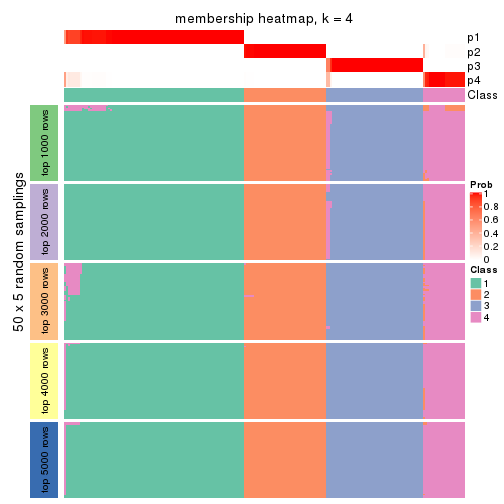 membership heatmap, k = 4
p1
p2
p3
p4
Class
50 x 5 random samplings
top 1000 rows
top 2000 rows
top 3000 rows
top 4000 rows
top 5000 rows
Prob
1
0.8
0.6
0.4
0.2
0
Class
1
2
3
4